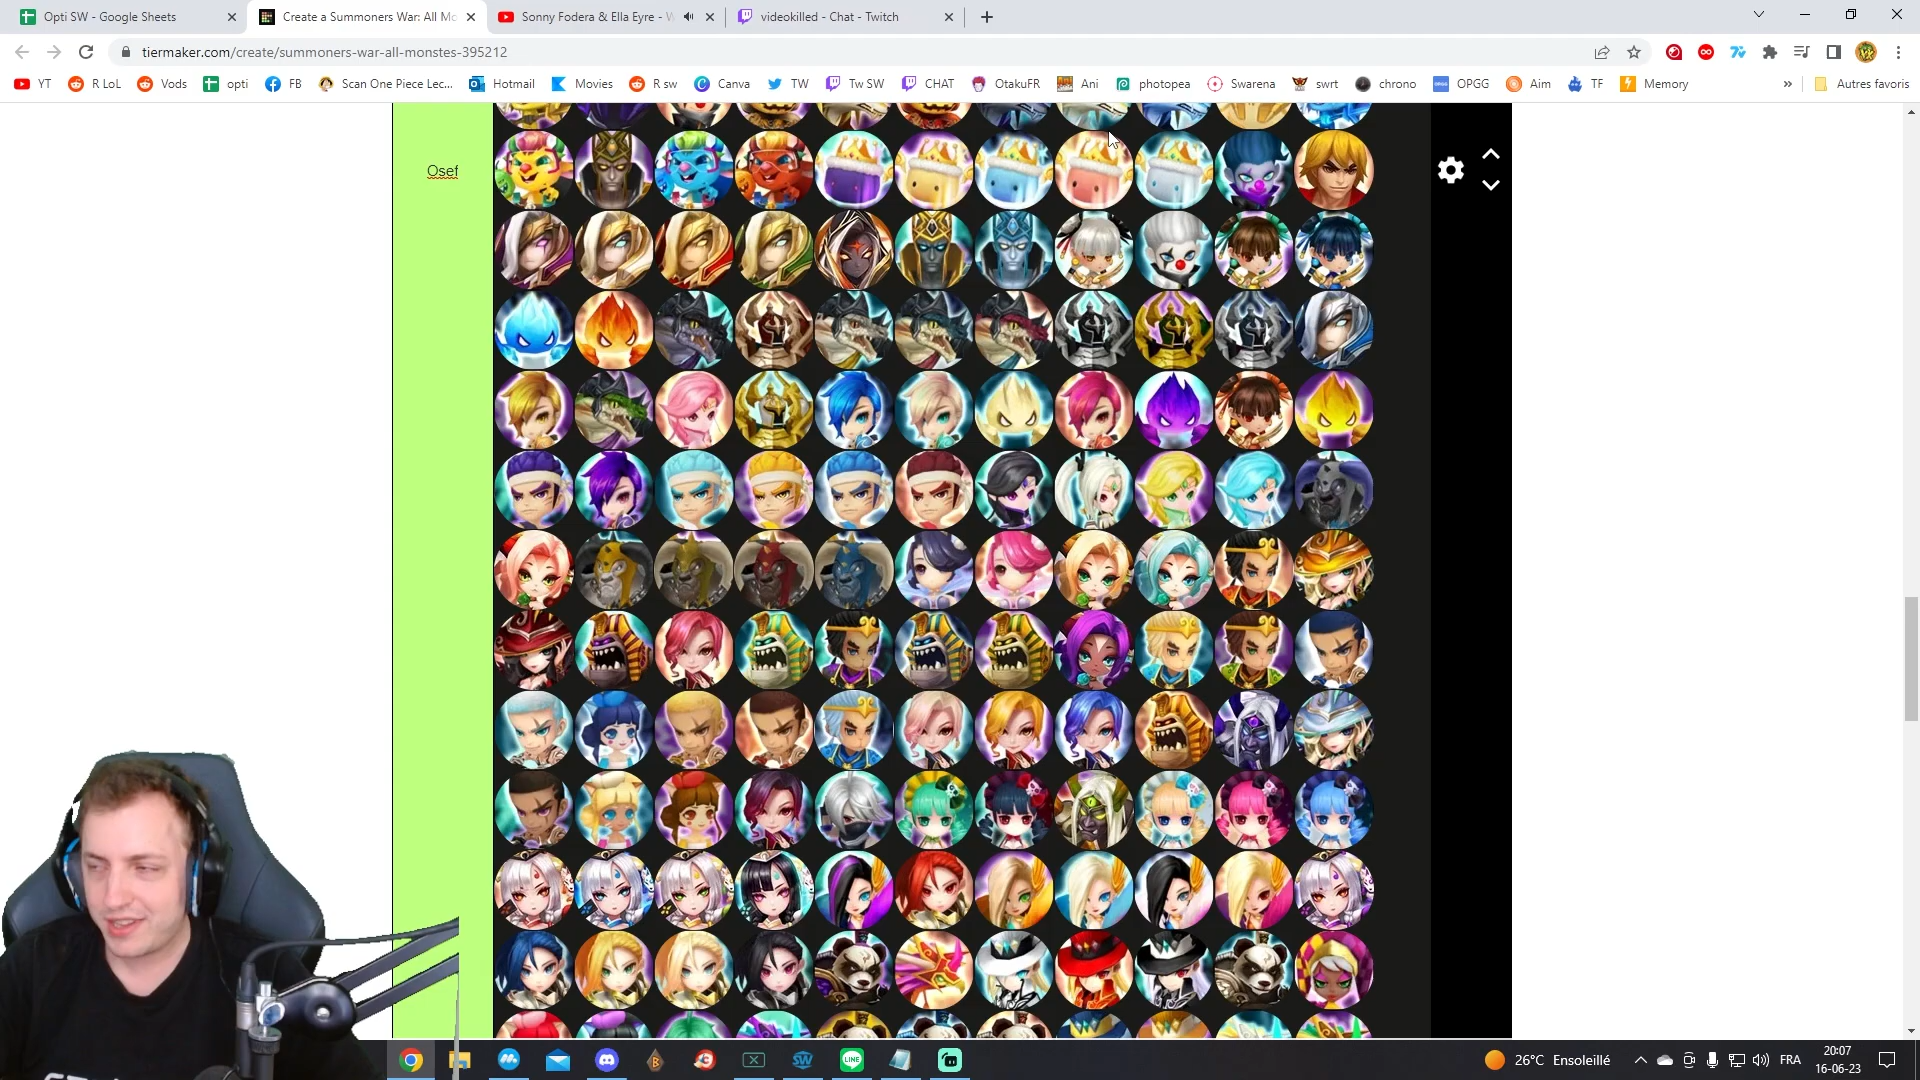 Opti SW - Google Sheets
Create a Summoners War: All Mo
Sonny Fodera & Ella Eyre - W
videokilled - Chat - Twitch
tiermaker.com/create/summoners-war-all-monstes-395212
YT
R LoL
Vods
opti
FB
Scan One Piece Lec...
Hotmail
Movies
R sw
Canva
TW
Tw SW
CHAT
OtakuFR
Ani
photopea
Swarena
swrt
chrono
OPGG
Aim
TF
Memory
»
Autres favoris
Osef
LINE
SW
26°C Ensoleillé
FRA
20:07
16-06-23